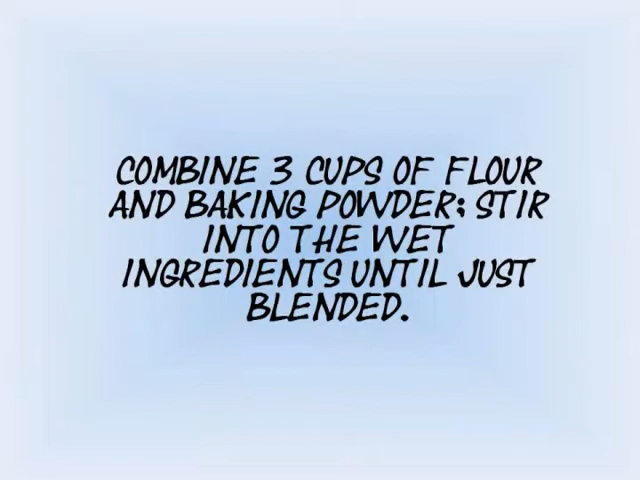 COMBINE 3 CUPS OF FLOUR
AND BAKING POWDER; STIR
INTO THE WET
INGREDIENTS UNTIL JUST
BLENDED.